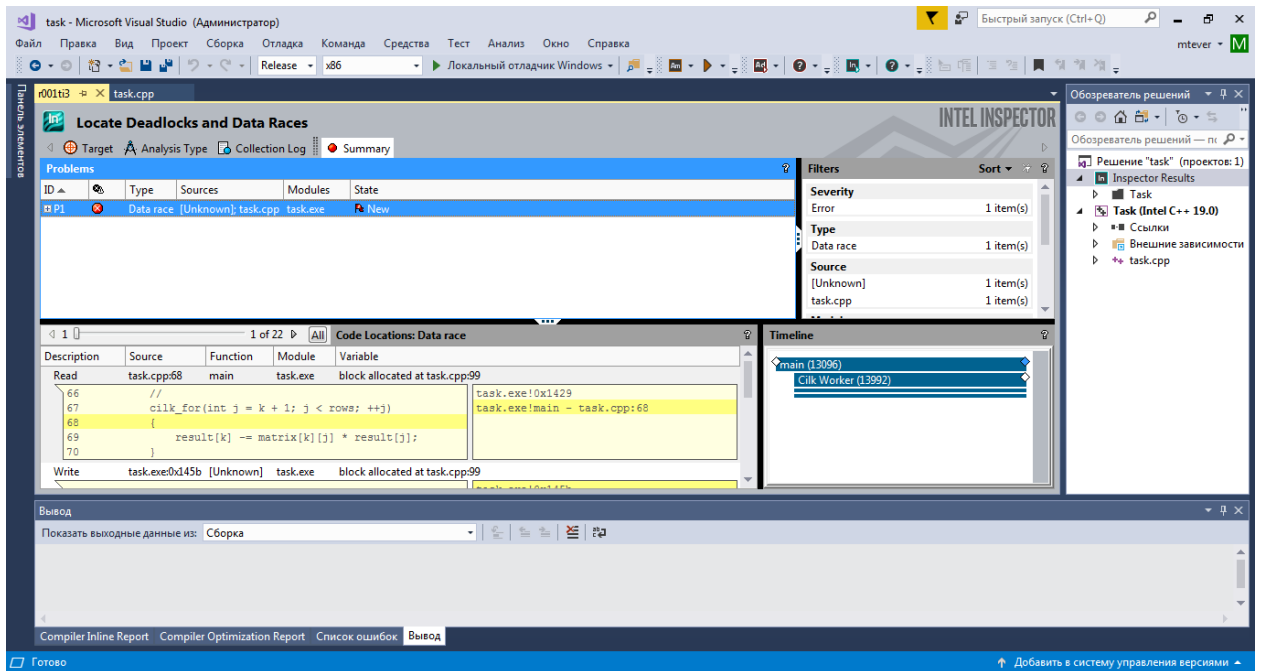 task - Microsoft Visual Studio (Администратор)
Быстрый запуск (Ctrl+Q)
Файл Правка Вид Проект Сборка Отладка Команда Средства Тест Анализ Окно Справка
mtever M
Release x86 Локальный отладчик Windows
Панель элементов
r001ti3 task.cpp
Locate Deadlocks and Data Races
INTEL INSPECTOR
Target Analysis Type Collection Log Summary
Problems
ID Type Sources Modules State
P1 Data race [Unknown]; task.cpp task.exe New
Filters Sort
Severity
Error 1 item(s)
Type
Data race 1 item(s)
Source
[Unknown] 1 item(s)
task.cpp 1 item(s)
1 1 of 22 All Code Locations: Data race
Description Source Function Module Variable
Read task.cpp:68 main task.exe block allocated at task.cpp:99
66 //
67 cilk_for(int j = k + 1; j < rows; ++j)
68 {
69 result[k] -= matrix[k][j] * result[j];
70 }
task.exe!0x1429
task.exe!main - task.cpp:68
Write task.exe:0x145b [Unknown] task.exe block allocated at task.cpp:99
Timeline
main (13096)
Cilk Worker (13992)
Обозреватель решений
Обозреватель решений — по
Решение "task" (проектов: 1)
Inspector Results
Task
Task (Intel C++ 19.0)
Ссылки
Внешние зависимости
task.cpp
Вывод
Показать выходные данные из: Сборка
Compiler Inline Report Compiler Optimization Report Список ошибок Вывод
Готово
Добавить в систему управления версиями